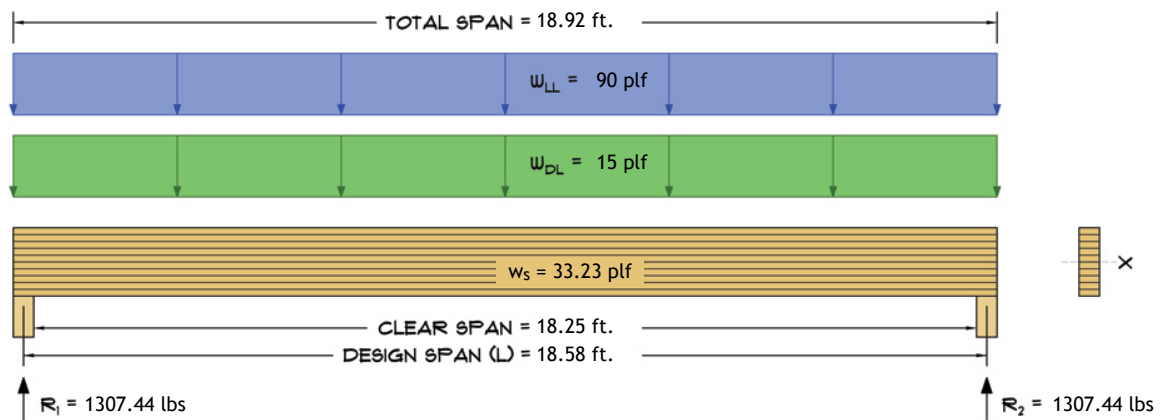 TOTAL SPAN = 18.92 ft.
WLL = 90 plf
WDL = 15 plf
ws = 33.23 plf
X
CLEAR SPAN = 18.25 ft.
DESIGN SPAN (L) = 18.58 ft.
R1 = 1307.44 lbs
R2 = 1307.44 lbs